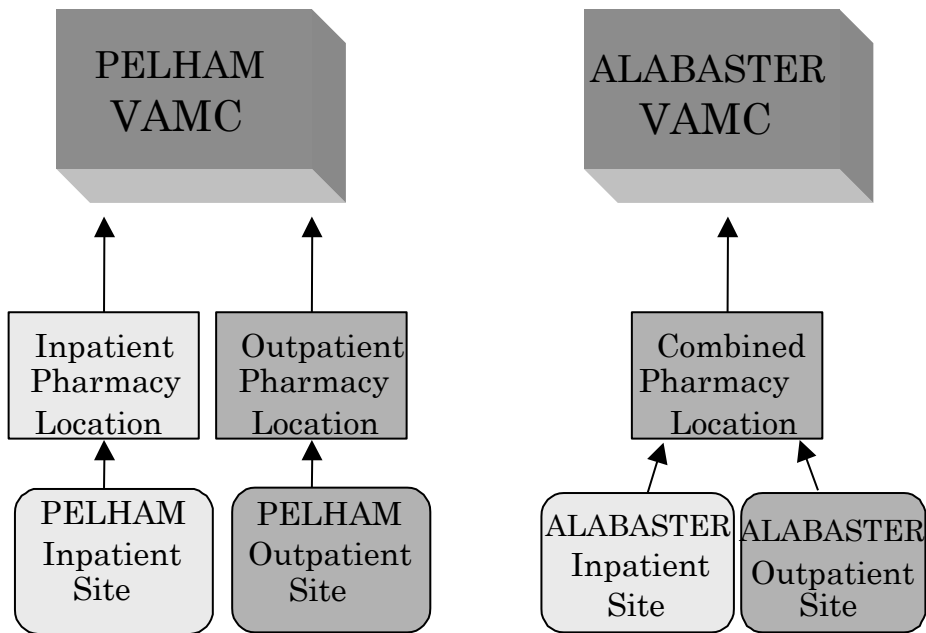 PELHAM
VAMC
ALABASTER
VAMC
Inpatient
Pharmacy
Location
Outpatient
Pharmacy
Location
Combined
Pharmacy
Location
PELHAM
Inpatient
Site
PELHAM
Outpatient
Site
ALABASTER
Inpatient
Site
ALABASTER
Outpatient
Site